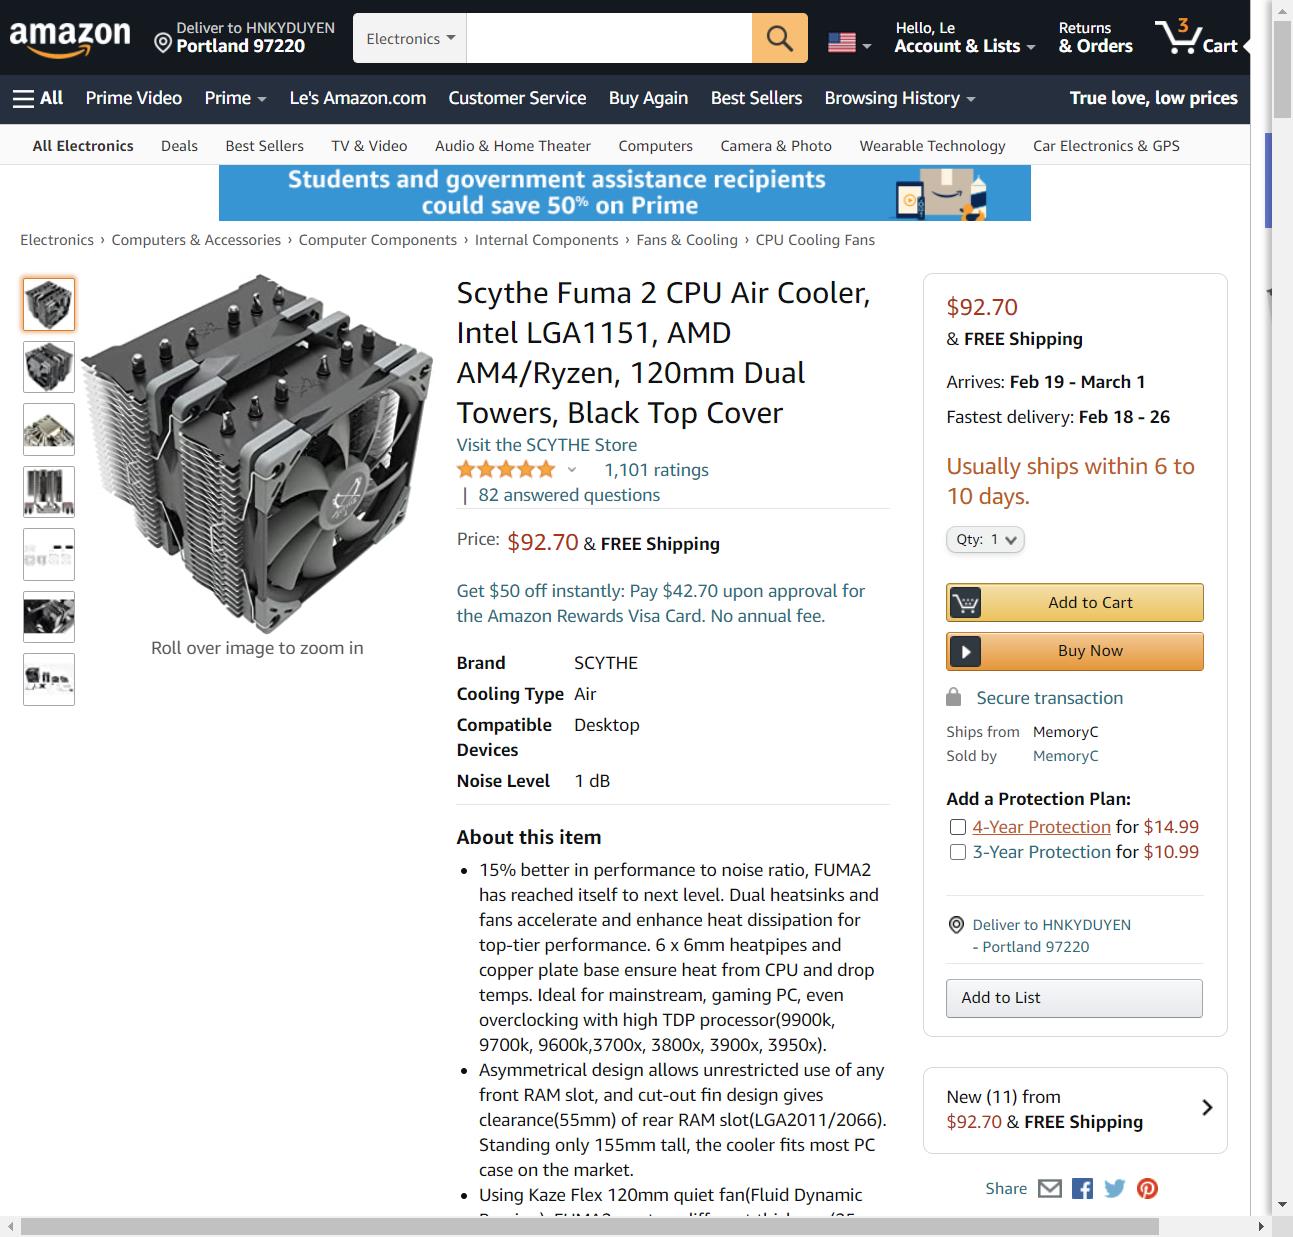 amazon
Deliver to HNKYDUYEN
Portland 97220
Electronics
Hello, Le
Account & Lists
Returns
& Orders
3
Cart
All
Prime Video
Prime
Le's Amazon.com
Customer Service
Buy Again
Best Sellers
Browsing History
True love, low prices
All Electronics
Deals
Best Sellers
TV & Video
Audio & Home Theater
Computers
Camera & Photo
Wearable Technology
Car Electronics & GPS
Students and government assistance recipients
could save 50% on Prime
Electronics › Computers & Accessories › Computer Components › Internal Components › Fans & Cooling › CPU Cooling Fans
Roll over image to zoom in
Scythe Fuma 2 CPU Air Cooler,
Intel LGA1151, AMD
AM4/Ryzen, 120mm Dual
Towers, Black Top Cover
Visit the SCYTHE Store
1,101 ratings
| 82 answered questions
Price: $92.70 & FREE Shipping
Get $50 off instantly: Pay $42.70 upon approval for
the Amazon Rewards Visa Card. No annual fee.
Brand SCYTHE
Cooling Type Air
Compatible Desktop
Devices
Noise Level 1 dB
About this item
• 15% better in performance to noise ratio, FUMA2
has reached itself to next level. Dual heatsinks and
fans accelerate and enhance heat dissipation for
top-tier performance. 6 x 6mm heatpipes and
copper plate base ensure heat from CPU and drop
temps. Ideal for mainstream, gaming PC, even
overclocking with high TDP processor(9900k,
9700k, 9600k,3700x, 3800x, 3900x, 3950x).
• Asymmetrical design allows unrestricted use of any
front RAM slot, and cut-out fin design gives
clearance(55mm) of rear RAM slot(LGA2011/2066).
Standing only 155mm tall, the cooler fits most PC
case on the market.
• Using Kaze Flex 120mm quiet fan(Fluid Dynamic
$92.70
& FREE Shipping
Arrives: Feb 19 - March 1
Fastest delivery: Feb 18 - 26
Usually ships within 6 to
10 days.
Qty: 1
Add to Cart
Buy Now
Secure transaction
Ships from MemoryC
Sold by MemoryC
Add a Protection Plan:
4-Year Protection for $14.99
3-Year Protection for $10.99
Deliver to HNKYDUYEN
- Portland 97220
Add to List
New (11) from
$92.70 & FREE Shipping
Share